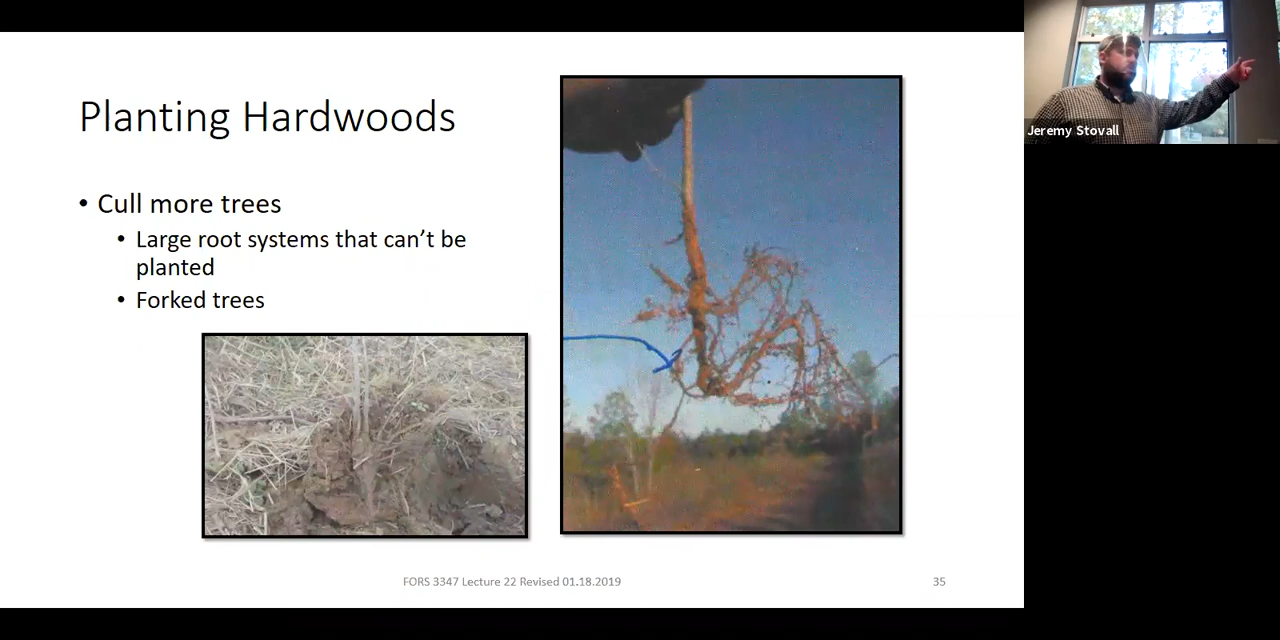 Planting Hardwoods
• Cull more trees
• Large root systems that can't be
planted
• Forked trees
FORS 3347 Lecture 22 Revised 01.18.2019
35
Jeremy Stovall